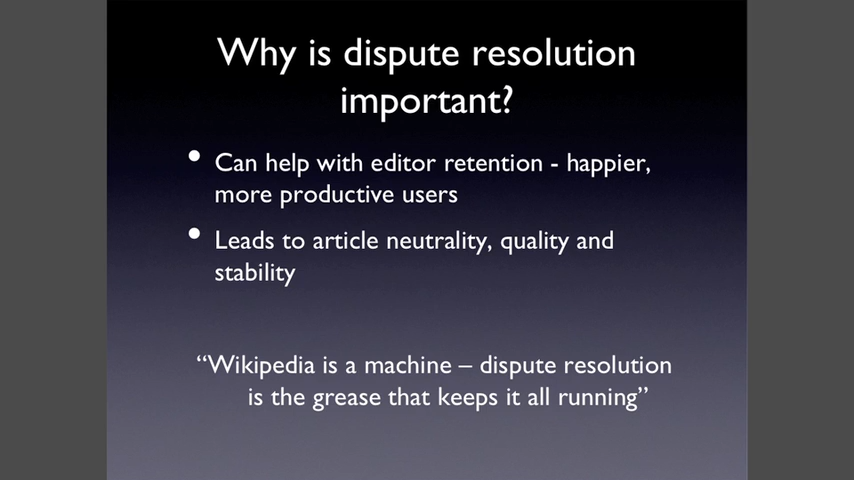 Why is dispute resolution
important?
• Can help with editor retention - happier,
more productive users
• Leads to article neutrality, quality and
stability
“Wikipedia is a machine – dispute resolution
is the grease that keeps it all running”